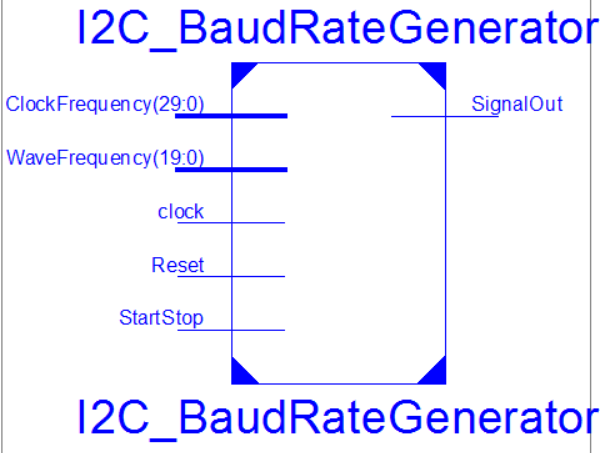 I2C_BaudRateGenerator
ClockFrequency(29:0)
SignalOut
WaveFrequency(19:0)
clock
Reset
StartStop
I2C_BaudRateGenerator